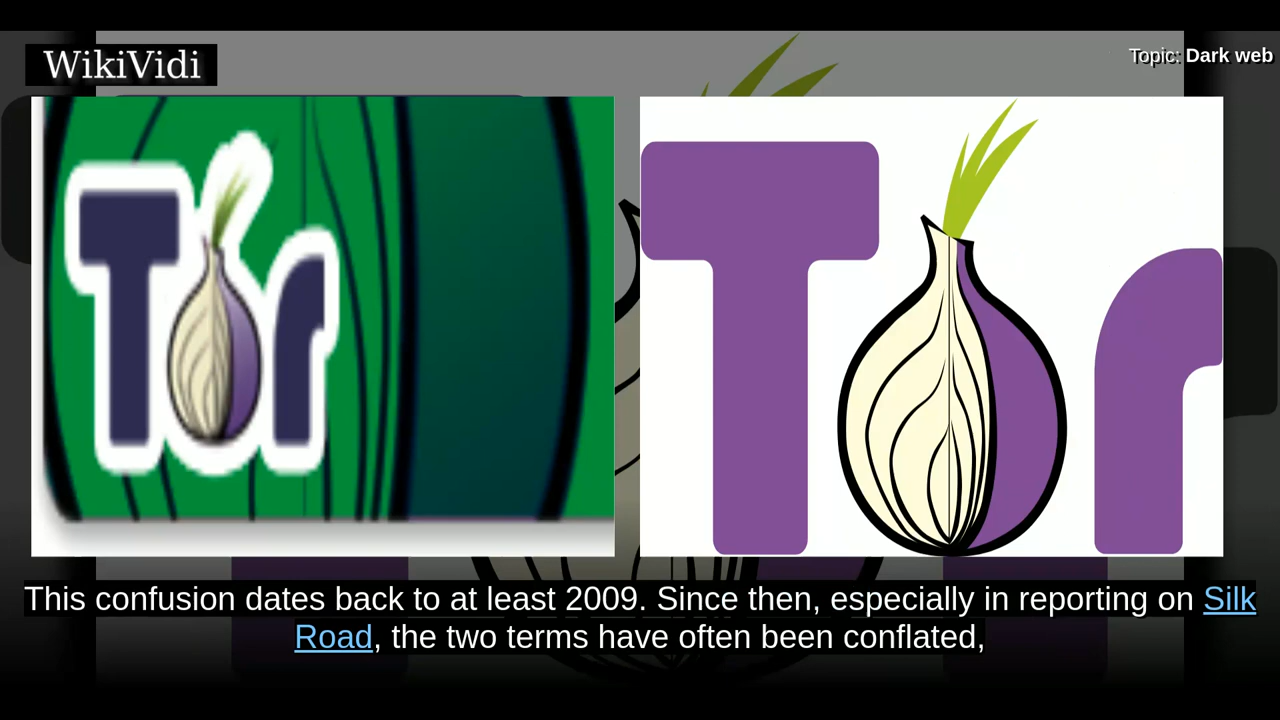 WikiVidi
Topic: Dark web
Tor
Tor
This confusion dates back to at least 2009. Since then, especially in reporting on Silk
Road, the two terms have often been conflated,